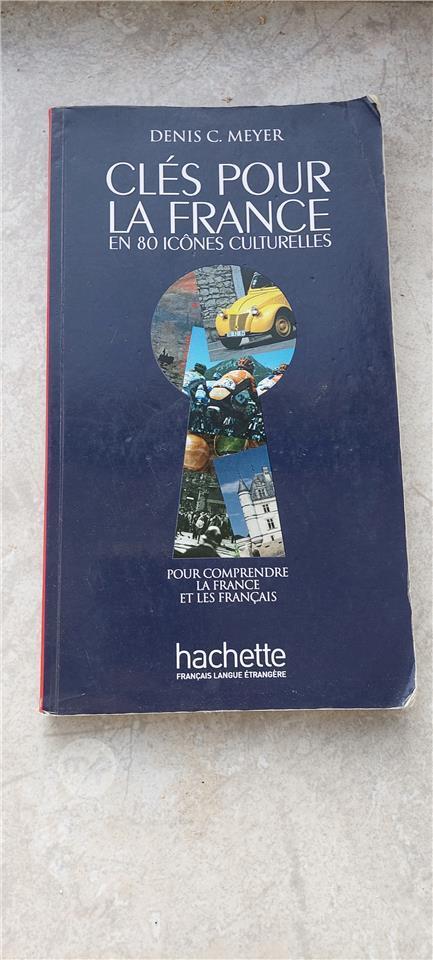 DENIS C. MEYER
CLÉS POUR
LA FRANCE
EN 80 ICÔNES CULTURELLES
POUR COMPRENDRE
LA FRANCE
ET LES FRANÇAIS
hachette
FRANÇAIS LANGUE ÉTRANGÈRE